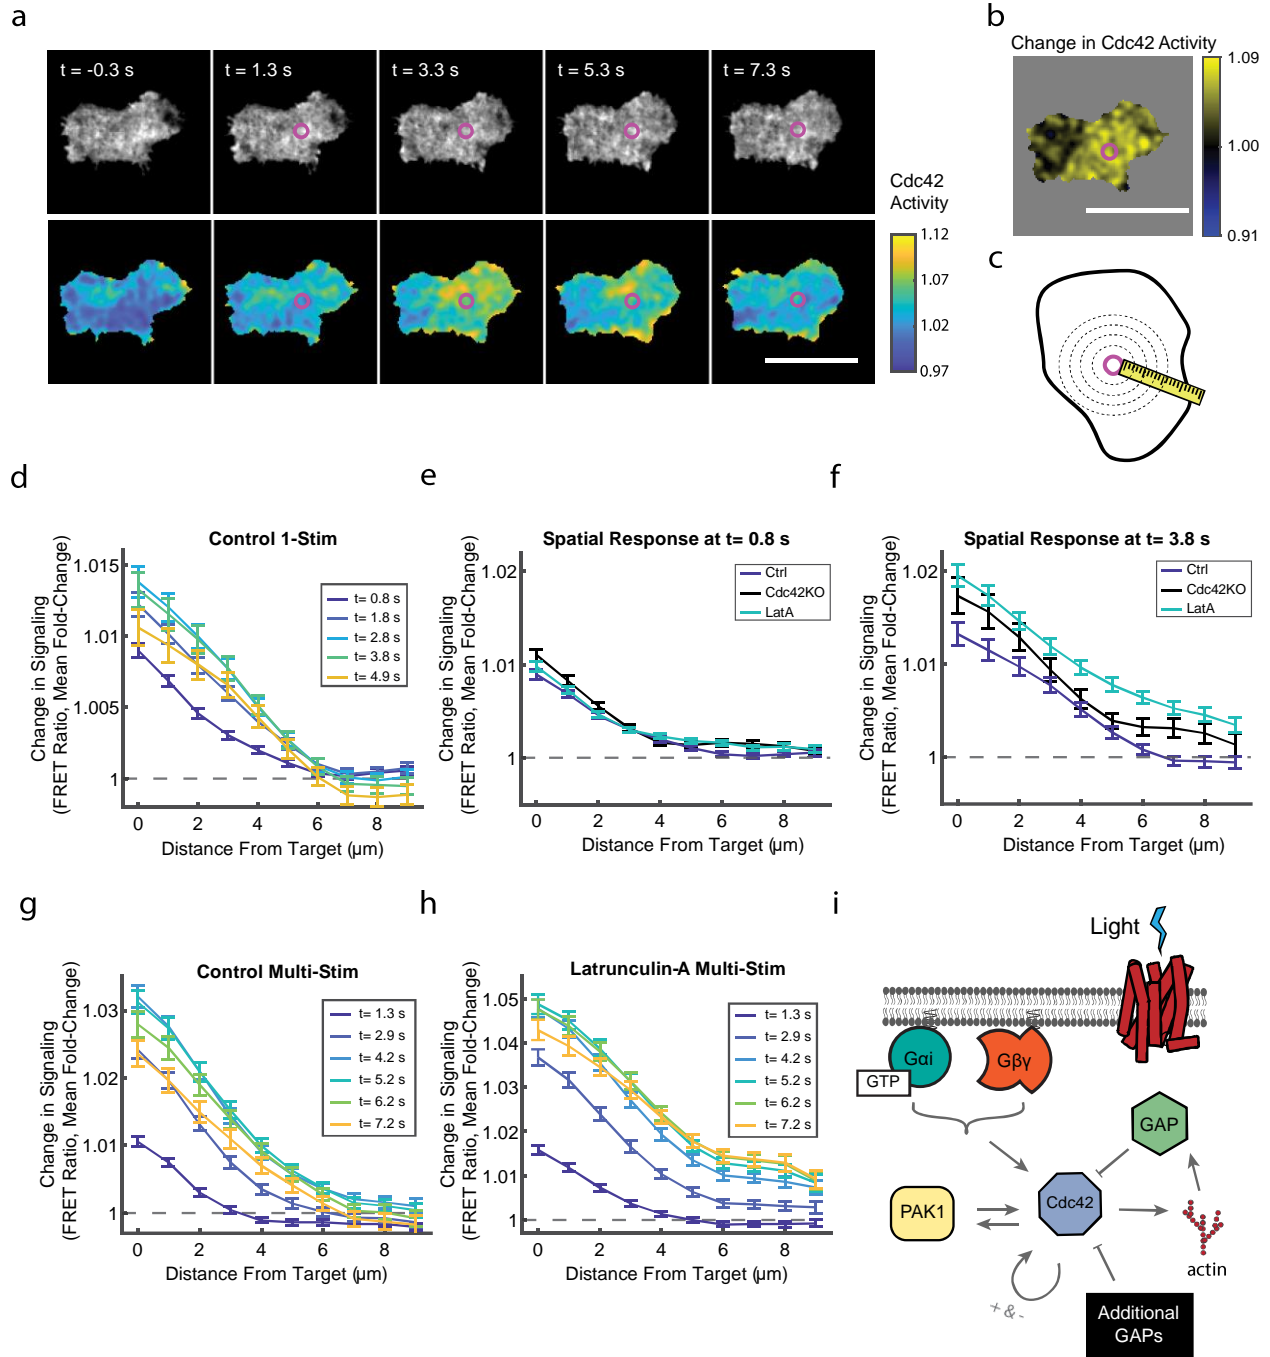 a
t = -0.3 s
t = 1.3 s
t = 3.3 s
t = 5.3 s
t = 7.3 s
Cdc42
Activity
1.12
1.07
1.02
0.97
b
Change in Cdc42 Activity
1.09
1.00
0.91
c
d
Control 1-Stim
Change in Signaling
(FRET Ratio, Mean Fold-Change)
1.015
1.01
1.005
1
t= 0.8 s
t= 1.8 s
t= 2.8 s
t= 3.8 s
t= 4.9 s
0 2 4 6 8
Distance From Target (µm)
e
Spatial Response at t= 0.8 s
Change in Signaling
(FRET Ratio, Mean Fold-Change)
1.02
1.01
1
Ctrl
Cdc42KO
LatA
0 2 4 6 8
Distance From Target (µm)
f
Spatial Response at t= 3.8 s
Change in Signaling
(FRET Ratio, Mean Fold-Change)
1.02
1.01
1
Ctrl
Cdc42KO
LatA
0 2 4 6 8
Distance From Target (µm)
g
Control Multi-Stim
Change in Signaling
(FRET Ratio, Mean Fold-Change)
1.03
1.02
1.01
1
t= 1.3 s
t= 2.9 s
t= 4.2 s
t= 5.2 s
t= 6.2 s
t= 7.2 s
0 2 4 6 8
Distance From Target (µm)
h
Latrunculin-A Multi-Stim
Change in Signaling
(FRET Ratio, Mean Fold-Change)
1.05
1.04
1.03
1.02
1.01
1
t= 1.3 s
t= 2.9 s
t= 4.2 s
t= 5.2 s
t= 6.2 s
t= 7.2 s
0 2 4 6 8
Distance From Target (µm)
i
Light
Gαi
GTP
Gβγ
GAP
PAK1
Cdc42
actin
+ & -
Additional
GAPs